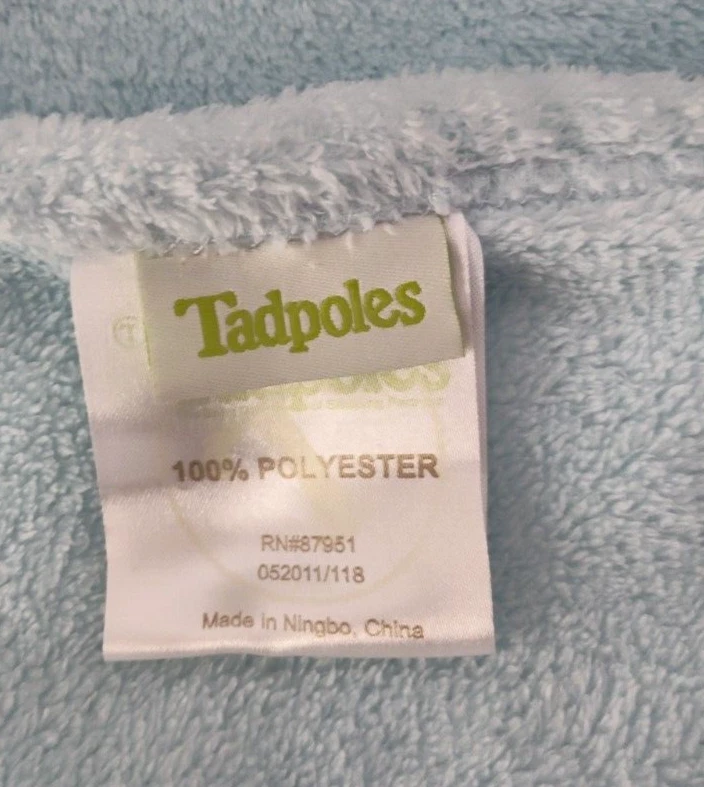 Tadpoles
100% POLYESTER
RN#87951
052011/118
Made in Ningbo, China